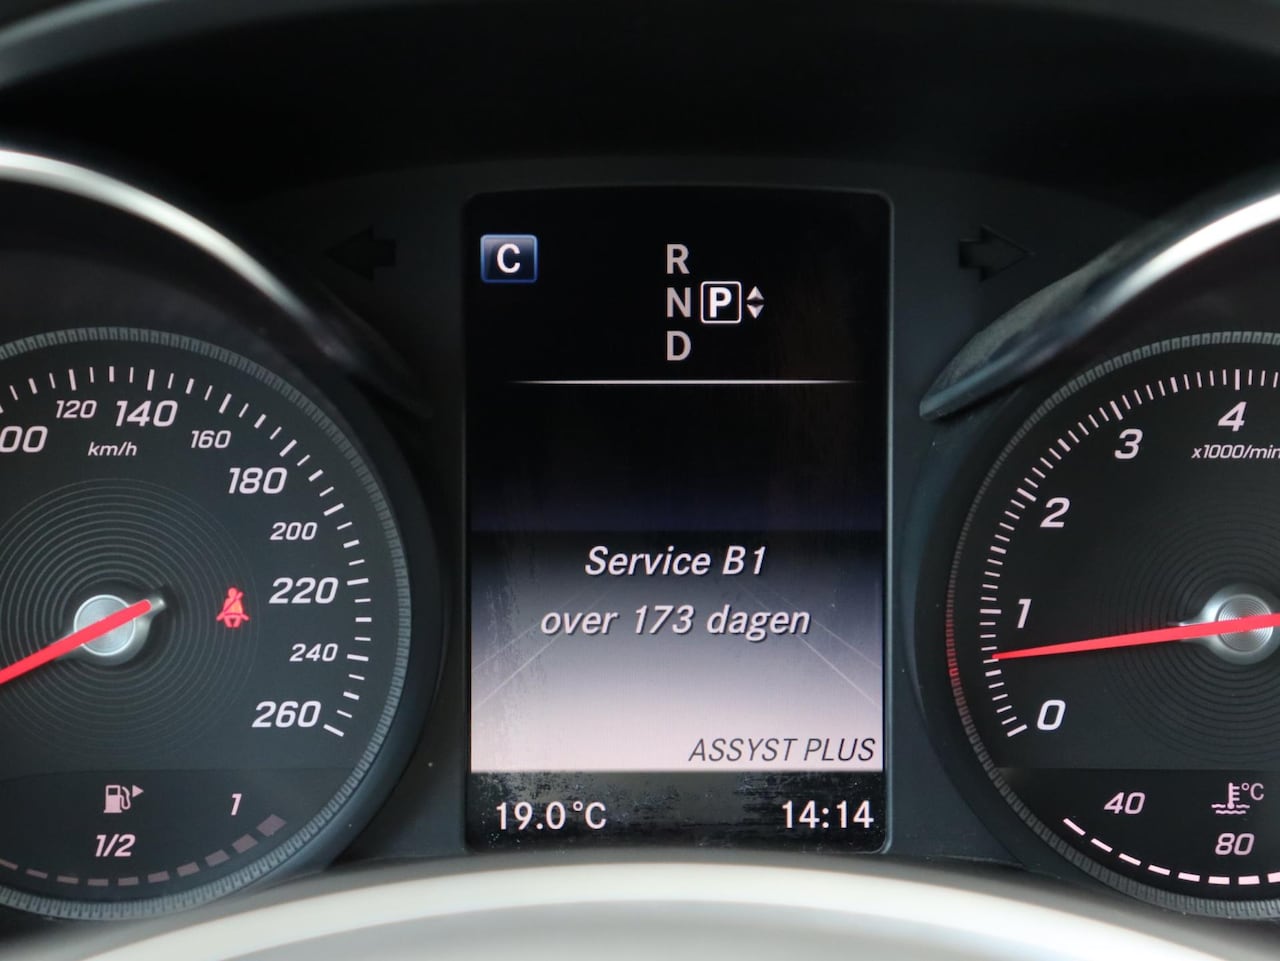 C
R
N P
D
Service B1
over 173 dagen
ASSYST PLUS
19.0°C
14:14
120
140
160
180
200
220
240
260
km/h
1/2
1
0
1
2
3
4
x1000/min
40
80
°C